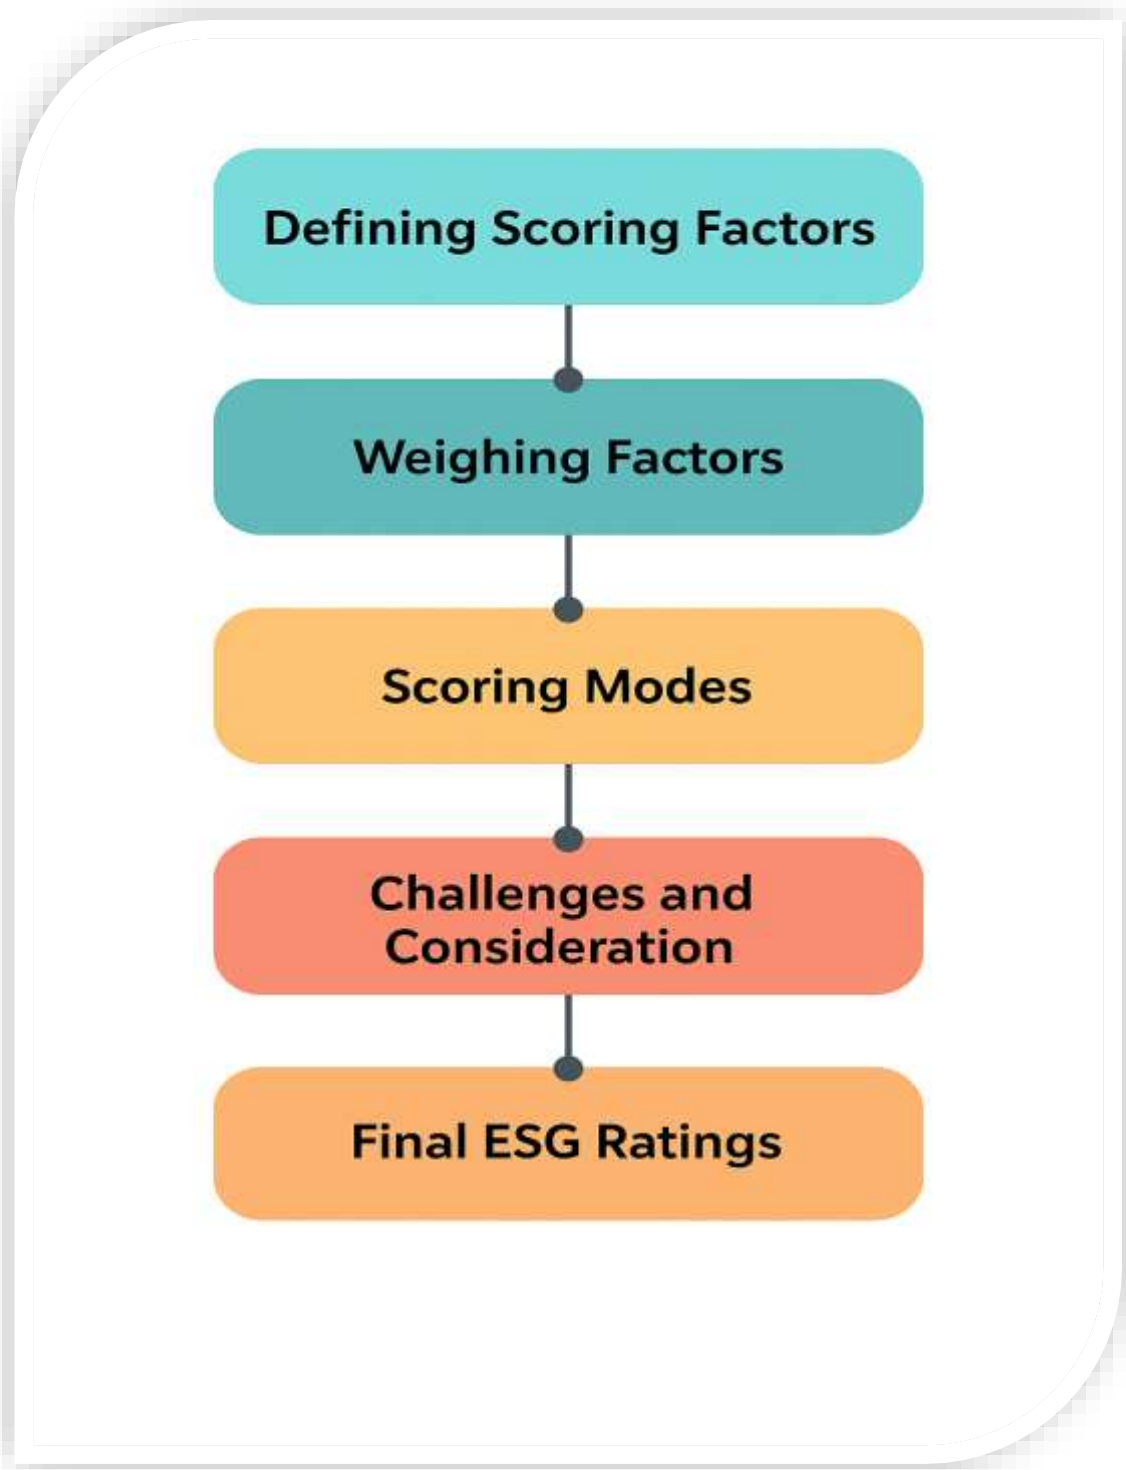 Defining Scoring Factors
Weighing Factors
Scoring Modes
Challenges and
Consideration
Final ESG Ratings